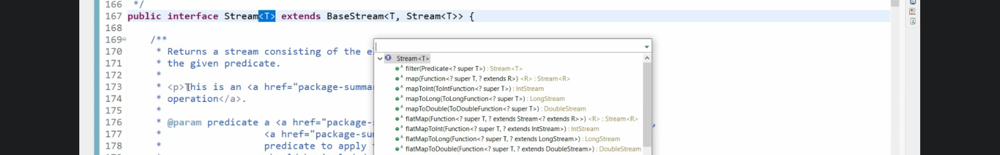 166 */
167 public interface Stream<T> extends BaseStream<T, Stream<T>> {
168
169 /**
170 * Returns a stream consisting of the
171 * the given predicate.
172 *
173 * <p>This is an <a href="package-summa
174 * operation</a>.
175 *
176 * @param predicate a <a href="package-
177 * <a href="package-su
178 * predicate to apply
Stream<T>
filter(Predicate<? super T>) : Stream<T>
map(Function<? super T, ? extends R>) <R> : Stream<R>
mapToInt(ToIntFunction<? super T>) : IntStream
mapToLong(ToLongFunction<? super T>) : LongStream
mapToDouble(ToDoubleFunction<? super T>) : DoubleStream
flatMap(Function<? super T, ? extends Stream<? extends R>>) <R> : Stream<R>
flatMapToInt(Function<? super T, ? extends IntStream>) : IntStream
flatMapToLong(Function<? super T, ? extends LongStream>) : LongStream
flatMapToDouble(Function<? super T, ? extends DoubleStream>) : DoubleStream